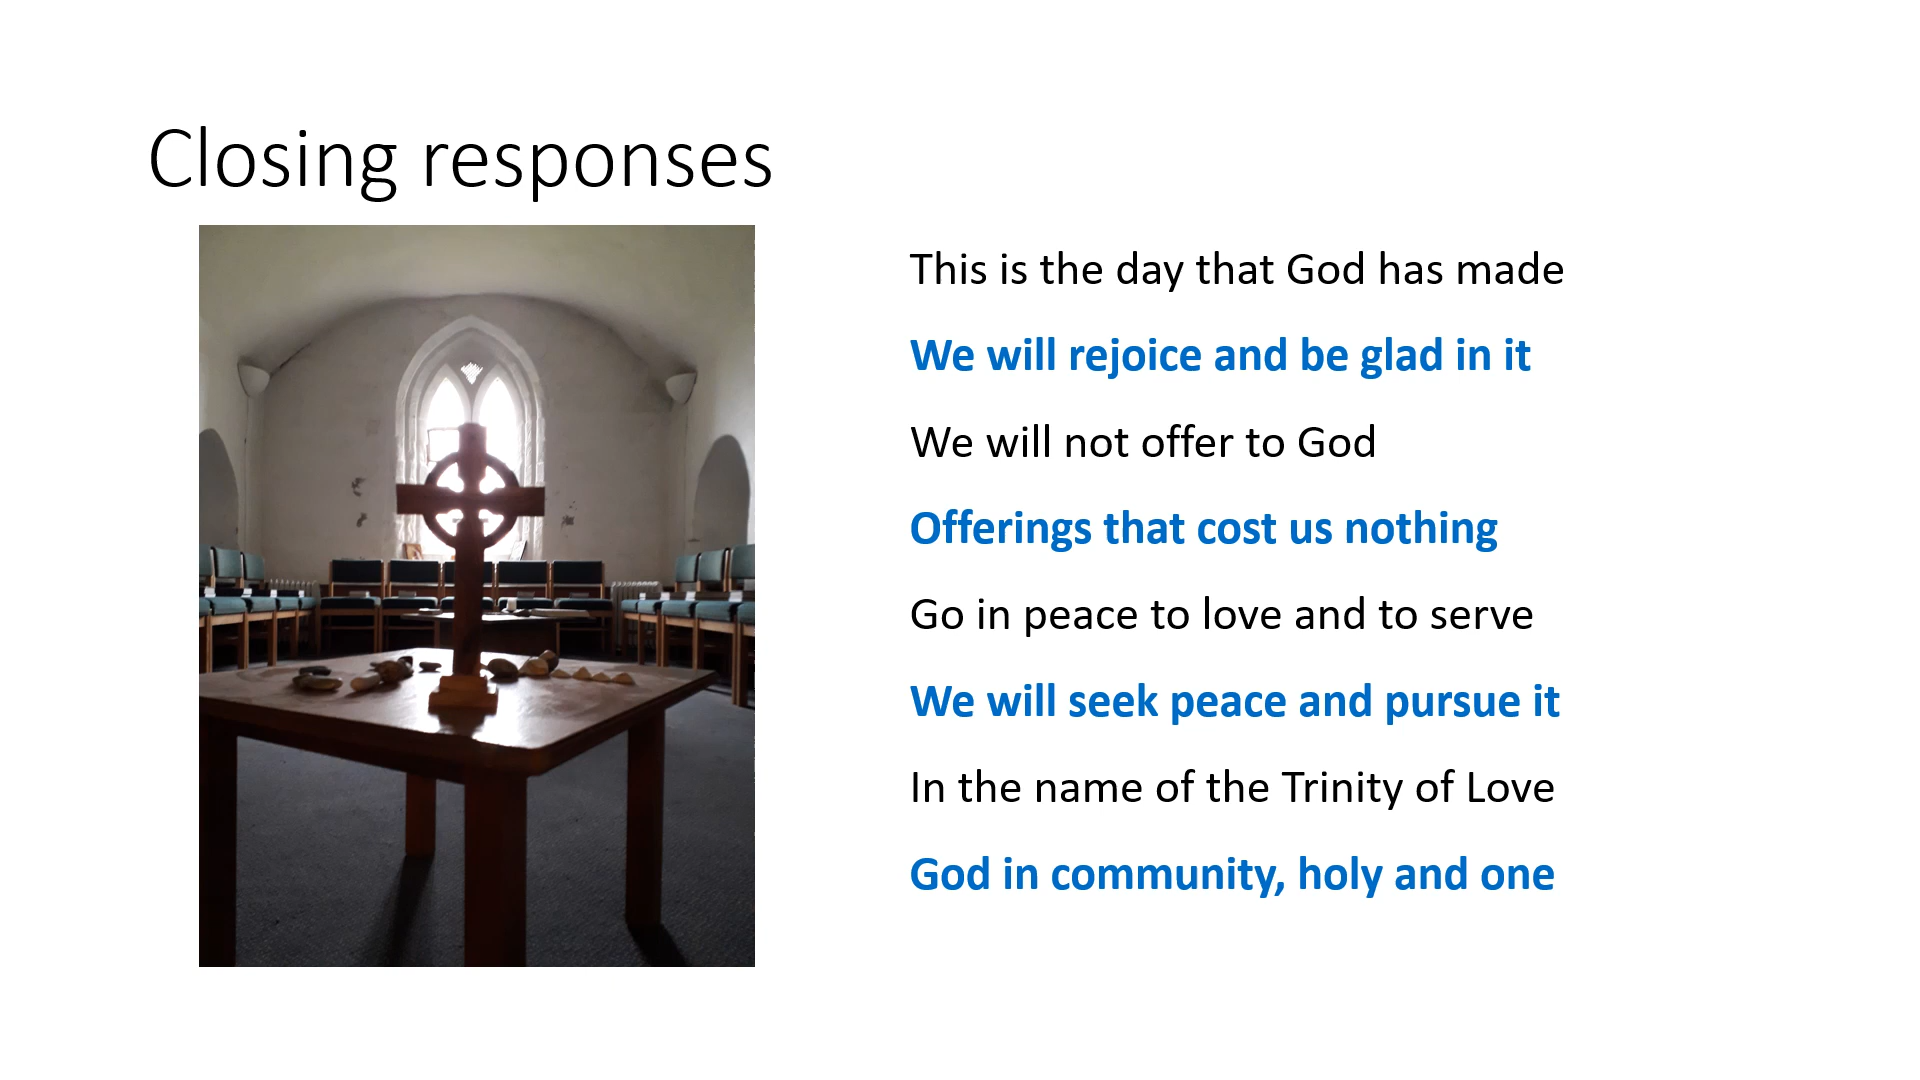 Closing responses
This is the day that God has made
We will rejoice and be glad in it
We will not offer to God
Offerings that cost us nothing
Go in peace to love and to serve
We will seek peace and pursue it
In the name of the Trinity of Love
God in community, holy and one